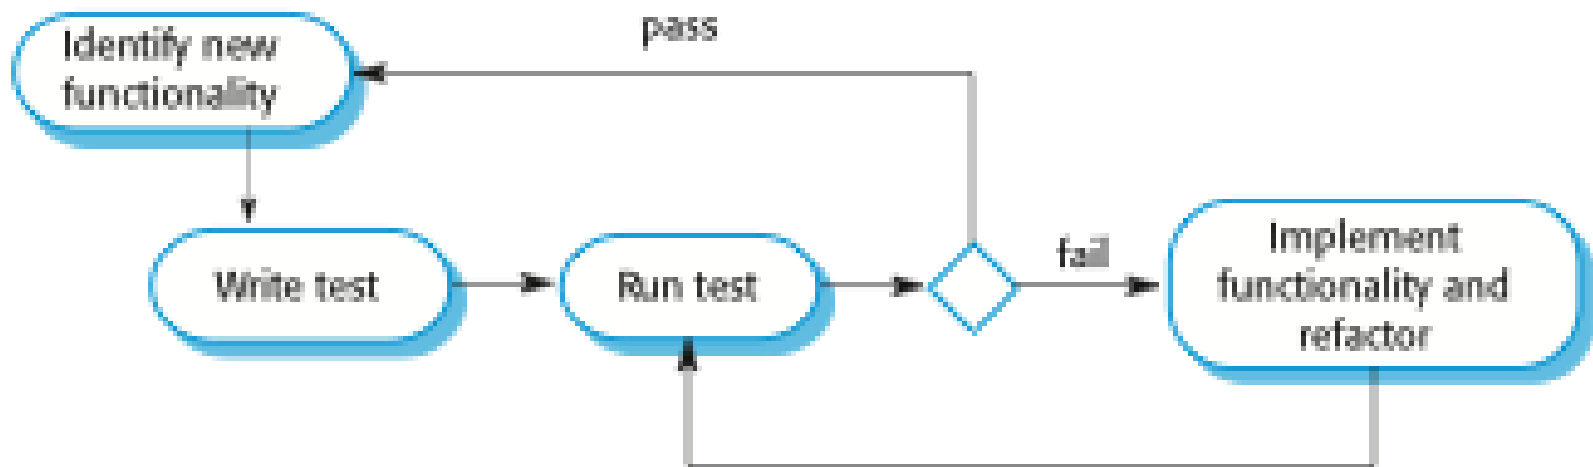 Identify new
functionality
pass
Write test
Run test
fail
Implement
functionality and
refactor